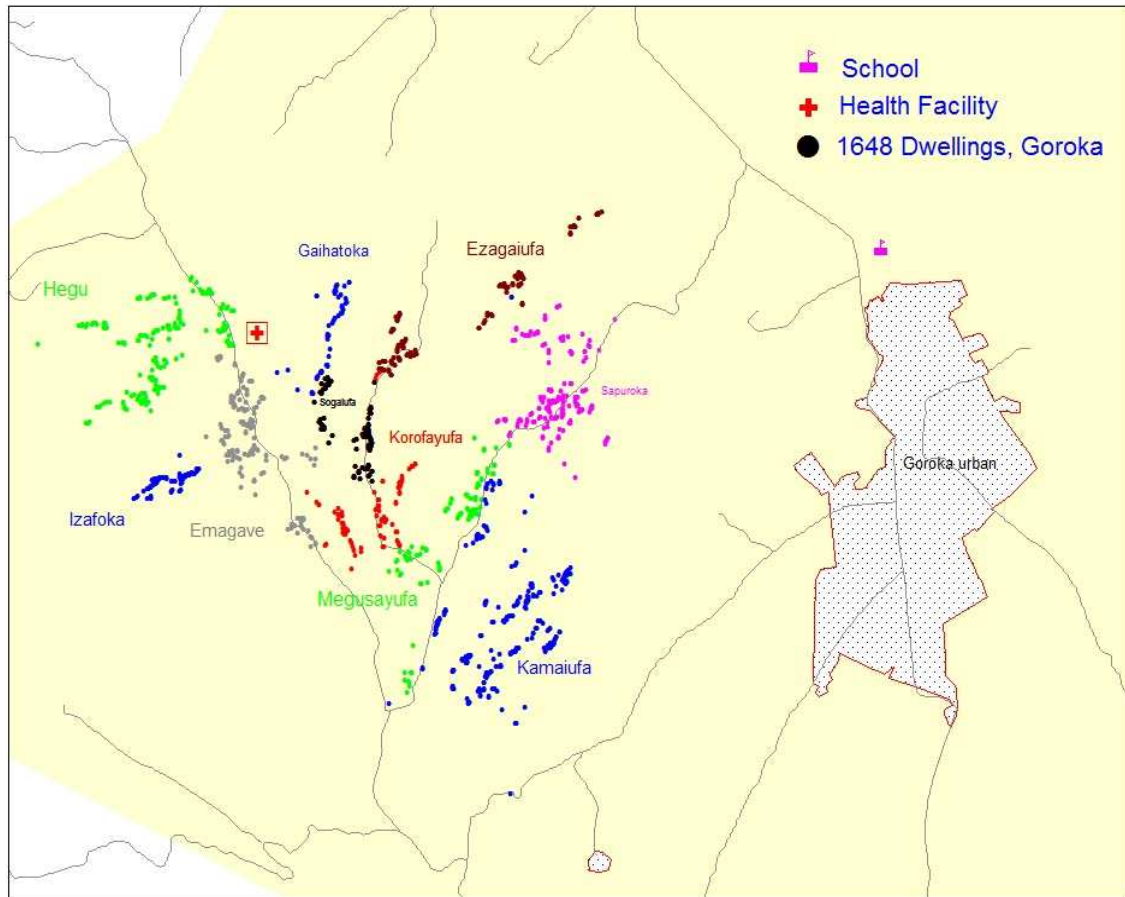 School
Health Facility
1648 Dwellings, Goroka
Gaihatoka
Ezagaiufa
Hegu
Sapuroka
Sogaiufa
Korofayufa
Goroka urban
Izafoka
Emagave
Megusayufa
Kamaiufa